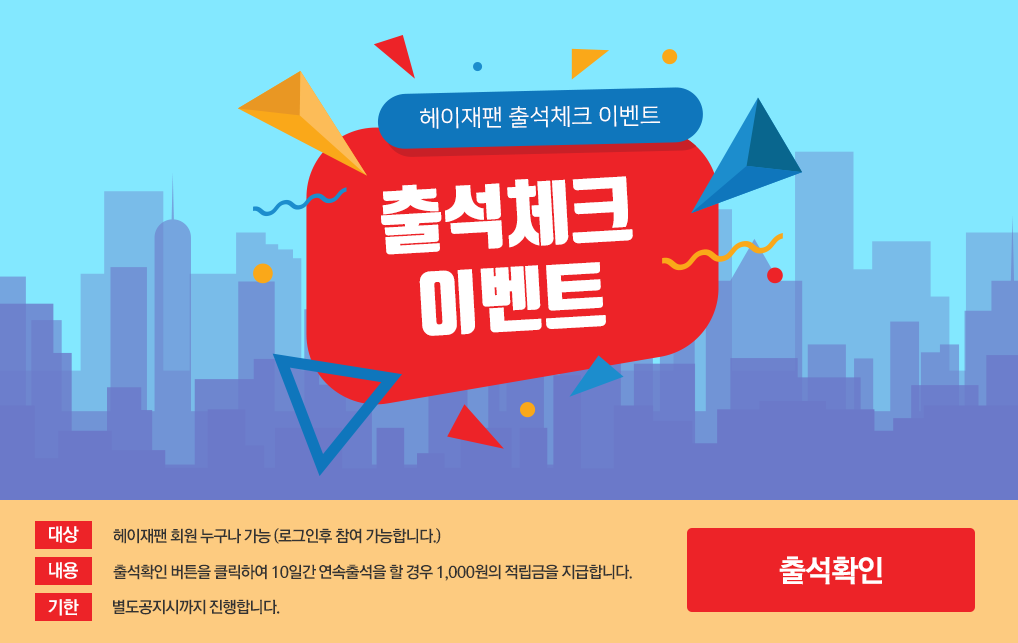 헤이재팬 출석체크 이벤트
출석체크
이벤트
대상 헤이재팬 회원 누구나 가능 (로그인후 참여 가능합니다.)
내용 출석확인 버튼을 클릭하여 10일간 연속출석을 할 경우 1,000원의 적립금을 지급합니다.
기한 별도공지시까지 진행합니다.
출석확인